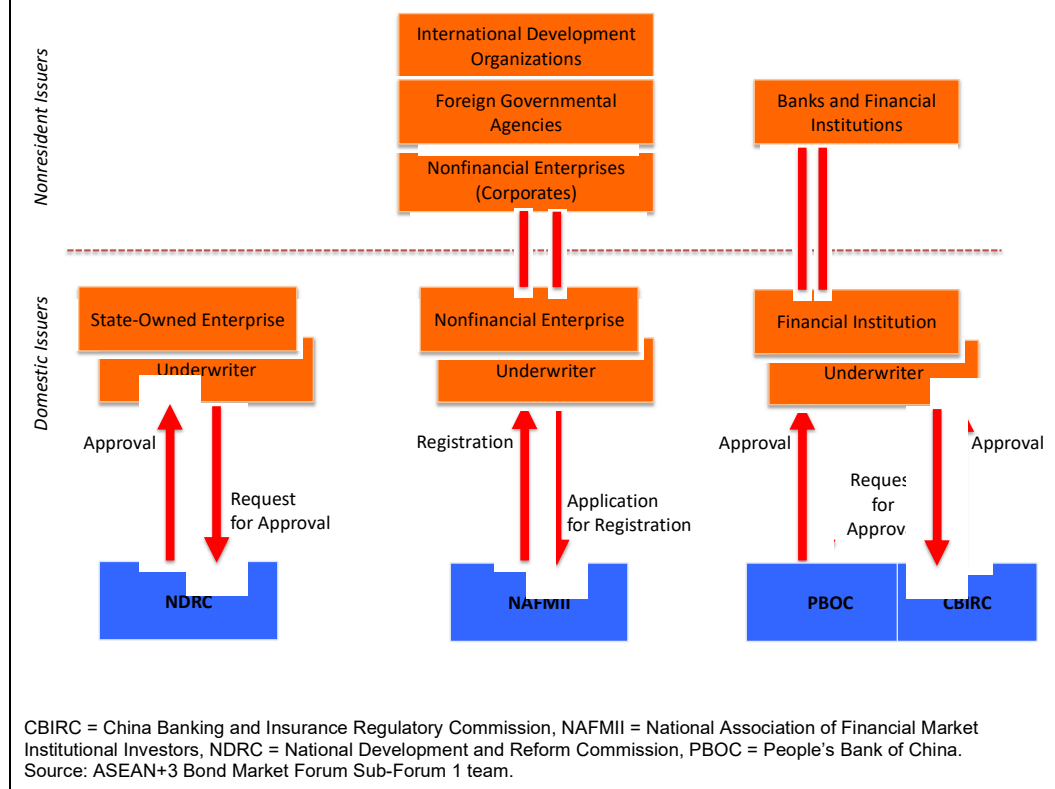 Nonresident Issuers
International Development
Organizations
Foreign Governmental
Agencies
Nonfinancial Enterprises
(Corporates)
Banks and Financial
Institutions
Domestic Issuers
State-Owned Enterprise
Underwriter
Nonfinancial Enterprise
Underwriter
Financial Institution
Underwriter
Approval
Request
for Approval
Registration
Application
for Registration
Approval
Approval
for
NDRC
NAFMII
PBOC
CBIRC
CBIRC = China Banking and Insurance Regulatory Commission, NAFMII = National Association of Financial Market
Institutional Investors, NDRC = National Development and Reform Commission, PBOC = People’s Bank of China.
Source: ASEAN+3 Bond Market Forum Sub-Forum 1 team.